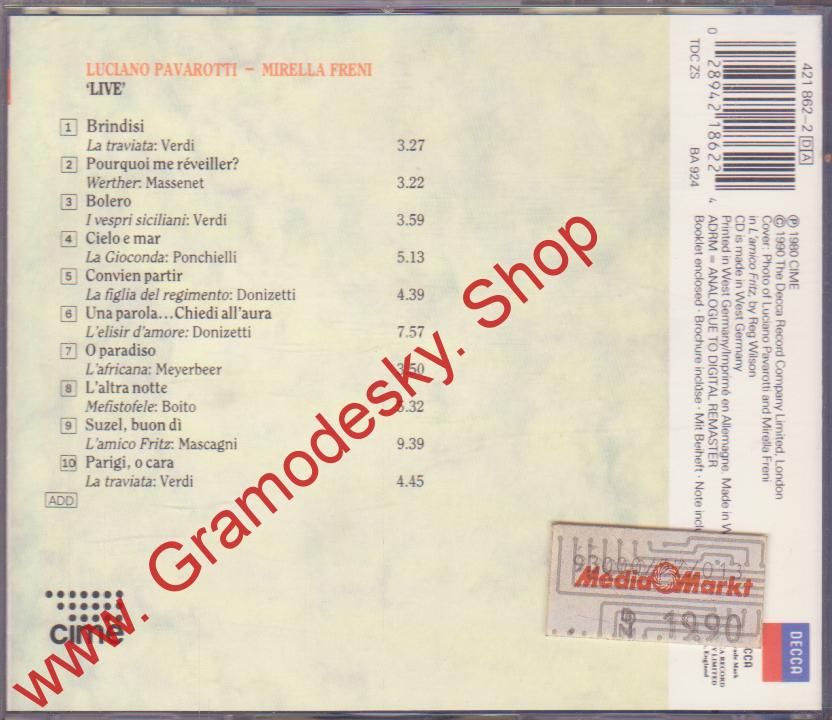 LUCIANO PAVAROTTI – MIRELLA FRENI
‘LIVE’
1 Brindisi
La traviata: Verdi 3.27
2 Pourquoi me réveiller?
Werther: Massenet 3.22
3 Bolero
I vespri siciliani: Verdi 3.59
4 Cielo e mar
La Gioconda: Ponchielli 5.13
5 Convien partir
La figlia del regimento: Donizetti 4.39
6 Una parola...Chiedi all'aura
L'elisir d'amore: Donizetti 7.57
7 O paradiso
L'africana: Meyerbeer 3.50
8 L'altra notte
Mefistofele: Boito 5.32
9 Suzel, buon dì
L'amico Fritz: Mascagni 9.39
10 Parigi, o cara
La traviata: Verdi 4.45
ADD
cime
www. Gramodesky. Shop
421 862-2 DA
0 28942 18622 4
TDC ZS BA 924
℗ 1980 CIME
© 1990 The Decca Record Company Limited, London
Cover: Photo of Luciano Pavarotti and Mirella Freni
in L'amico Fritz, by Reg Wilson
CD is made in West Germany
Printed in West Germany/Imprimé en Allemagne. Made in W
ADRM = ANALOGUE TO DIGITAL REMASTER
Booklet enclosed · Brochure incluse · Mit Beiheft · Note incl
Media Markt
1990
DECCA
England